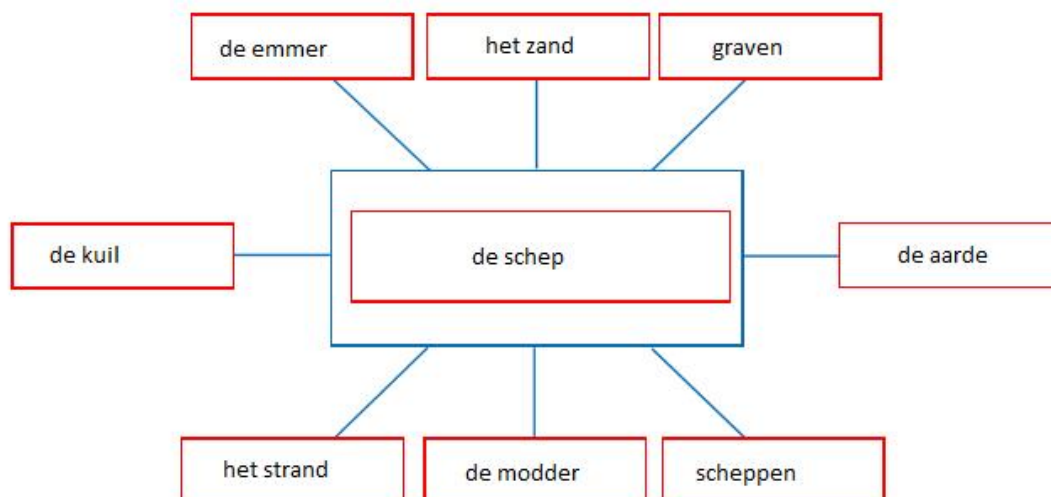 de emmer
het zand
graven
de kuil
de schep
de aarde
het strand
de modder
scheppen